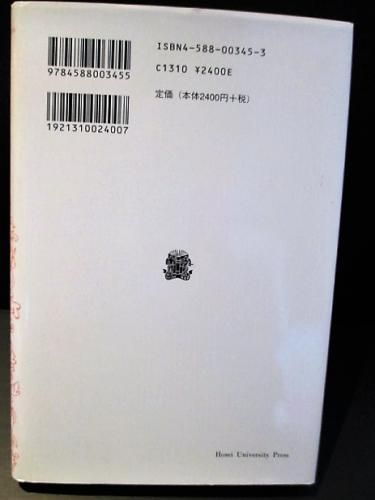 ISBN4-588-00345-3
9784588003455
C1310 ¥2400E
定価（本体2400円＋税）
1921310024007
Hosei University Press